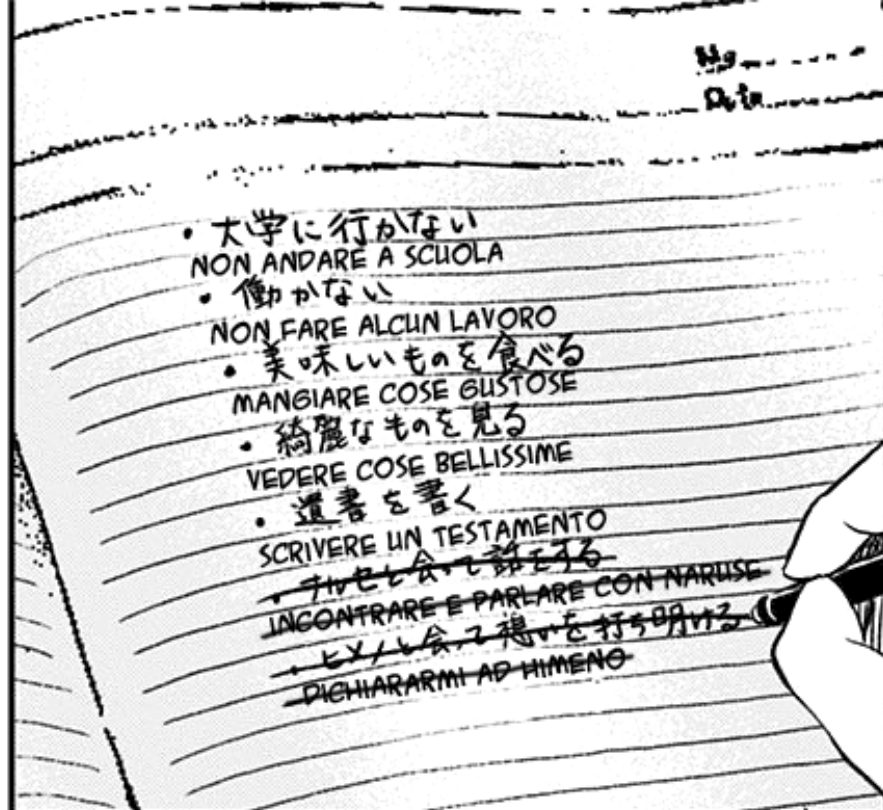 No
Date
・大学に行かない
NON ANDARE A SCUOLA
・働かない
NON FARE ALCUN LAVORO
・美味しいものを食べる
MANGIARE COSE GUSTOSE
・綺麗なものを見る
VEDERE COSE BELLISSIME
・遺書を書く
SCRIVERE UN TESTAMENTO
・ナルセと会って話をする
INCONTRARE E PARLARE CON NARUSE
・ヒメノと会って想いを打ち明ける
DICHIARARMI AD HIMENO